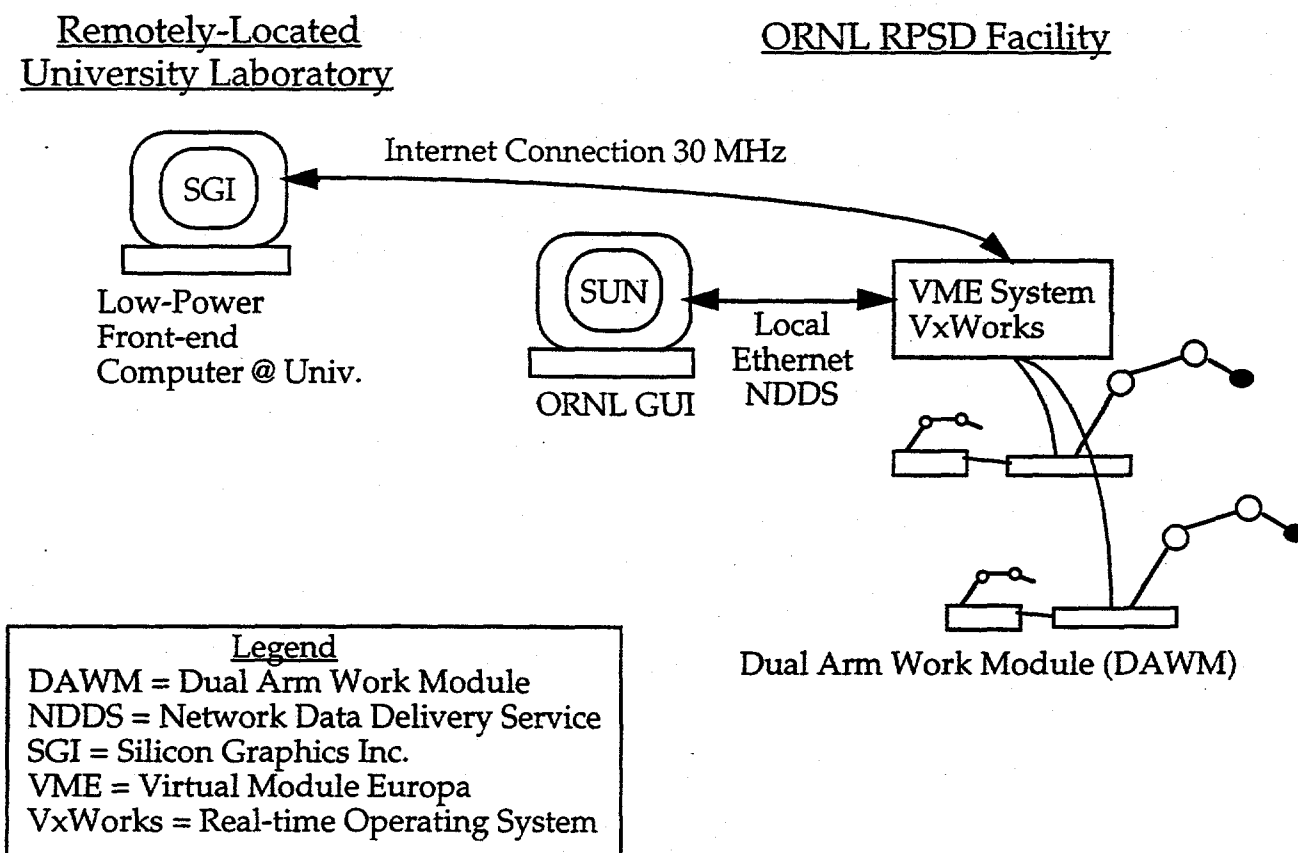 Remotely-Located
University Laboratory
ORNL RPSD Facility
Internet Connection 30 MHz
SGI
Low-Power
Front-end
Computer @ Univ.
SUN
ORNL GUI
Local
Ethernet
NDDS
VME System
VxWorks
Dual Arm Work Module (DAWM)
Legend
DAWM = Dual Arm Work Module
NDDS = Network Data Delivery Service
SGI = Silicon Graphics Inc.
VME = Virtual Module Europa
VxWorks = Real-time Operating System